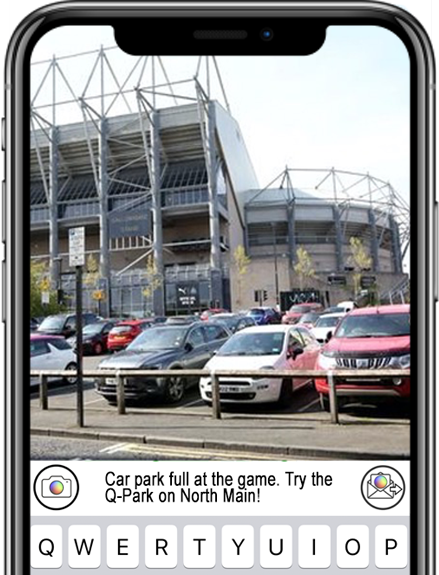 Car park full at the game. Try the
Q-Park on North Main!
Q W E R T Y U I O P